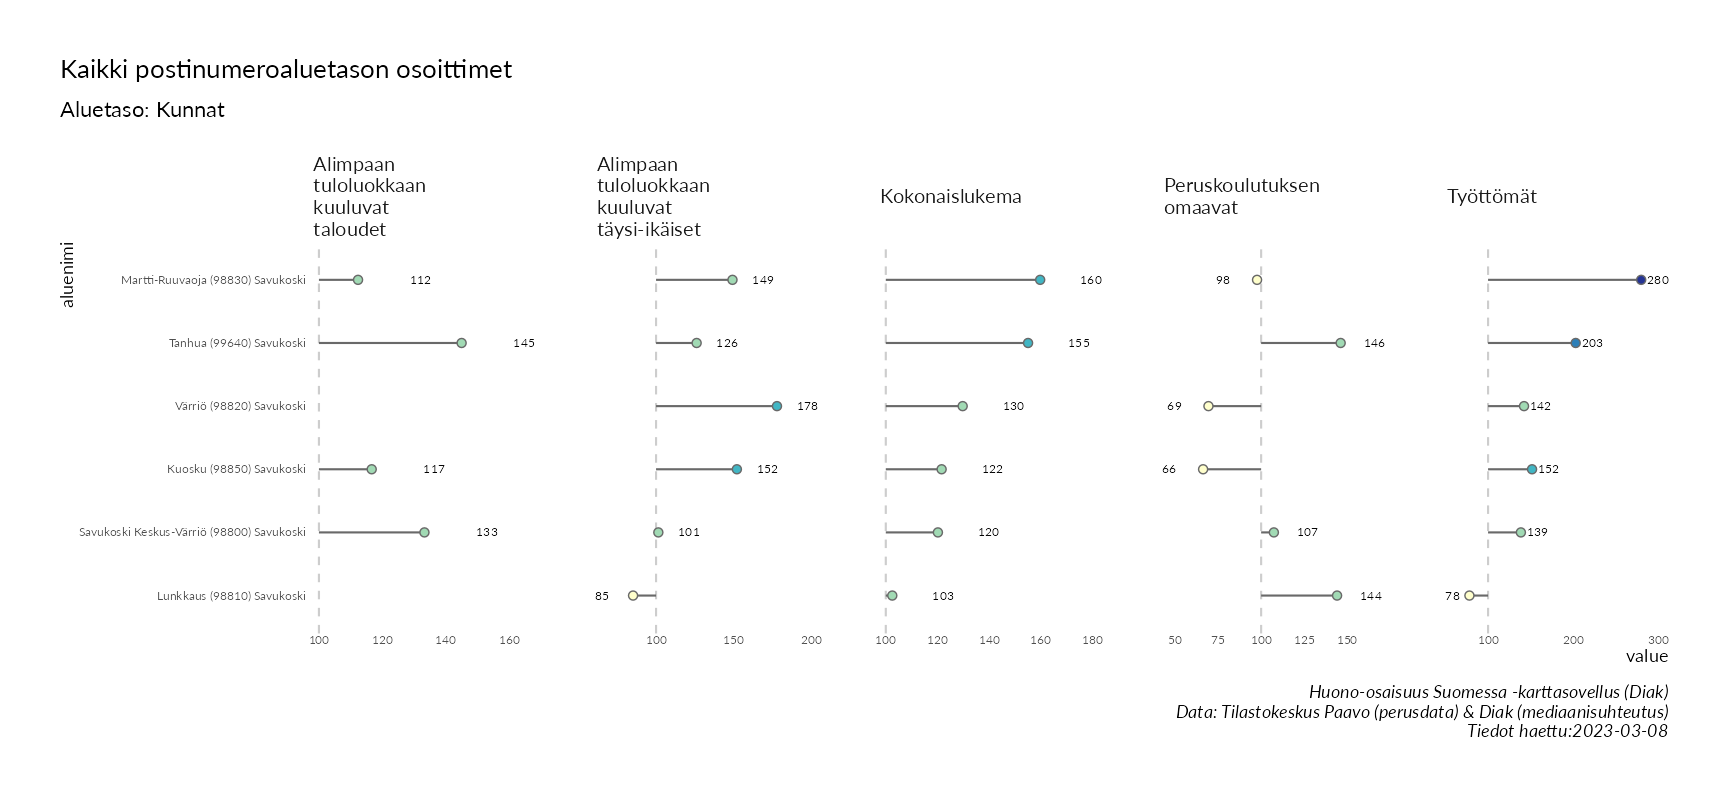 Kaikki postinumeroaluetason osoittimet
Aluetaso: Kunnat
Alimpaan
tuloluokkaan
kuuluvat
taloudet
Alimpaan
tuloluokkaan
kuuluvat
täysi-ikäiset
Kokonaislukema
Peruskoulutuksen
omaavat
Työttömät
aluenimi
Martti-Ruuvaoja (98830) Savukoski 112 149 160 98 280
Tanhua (99640) Savukoski 145 126 155 146 203
Värriö (98820) Savukoski 178 130 69 142
Kuosku (98850) Savukoski 117 152 122 66 152
Savukoski Keskus-Värriö (98800) Savukoski 133 101 120 107 139
Lunkkaus (98810) Savukoski 85 103 144 78
100 120 140 160 100 150 200 100 120 140 160 180 50 75 100 125 150 100 200 300
value
Huono-osaisuus Suomessa -karttasovellus (Diak)
Data: Tilastokeskus Paavo (perusdata) & Diak (mediaanisuhteutus)
Tiedot haettu:2023-03-08